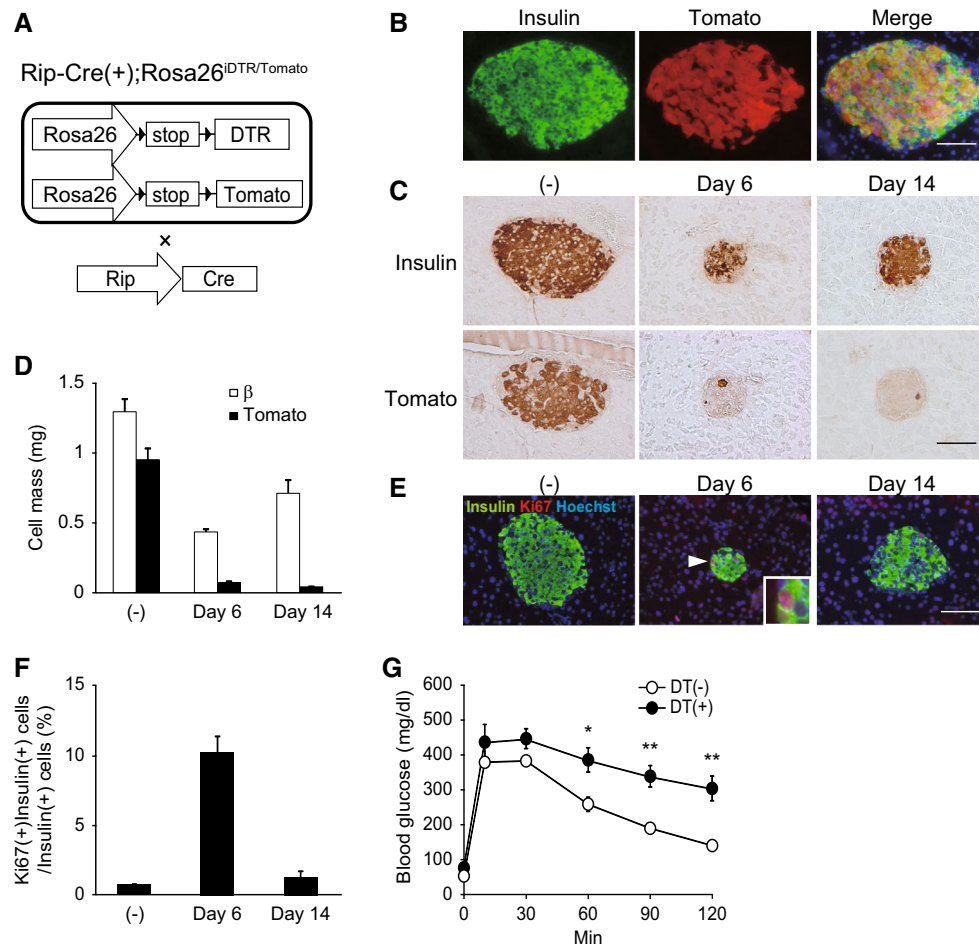 A
Rip-Cre(+);Rosa26iDTR/Tomato
Rosa26 stop DTR
Rosa26 stop Tomato
×
Rip Cre
B
Insulin Tomato Merge
C
(-) Day 6 Day 14
Insulin
Tomato
D
Cell mass (mg)
1.5
1
0.5
0
β
Tomato
(-) Day 6 Day 14
E
(-) Day 6 Day 14
Insulin Ki67 Hoechst
F
Ki67(+)Insulin(+) cells
/Insulin(+) cells (%)
15
10
5
0
(-) Day 6 Day 14
G
Blood glucose (mg/dl)
600
500
400
300
200
100
0
DT(-)
DT(+)
* ** **
0 30 60 90 120
Min